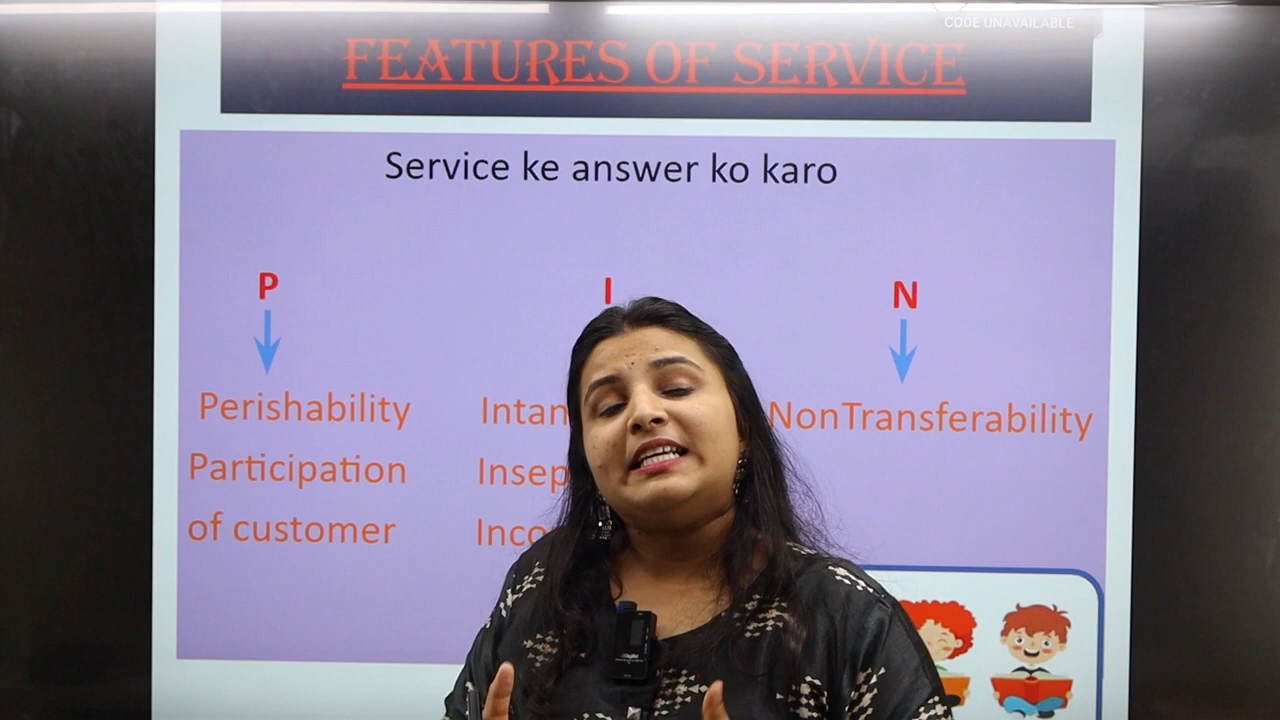 CODE UNAVAILABLE
FEATURES OF SERVICE
Service ke answer ko karo
P I N
Perishability NonTransferability
Participation
of customer